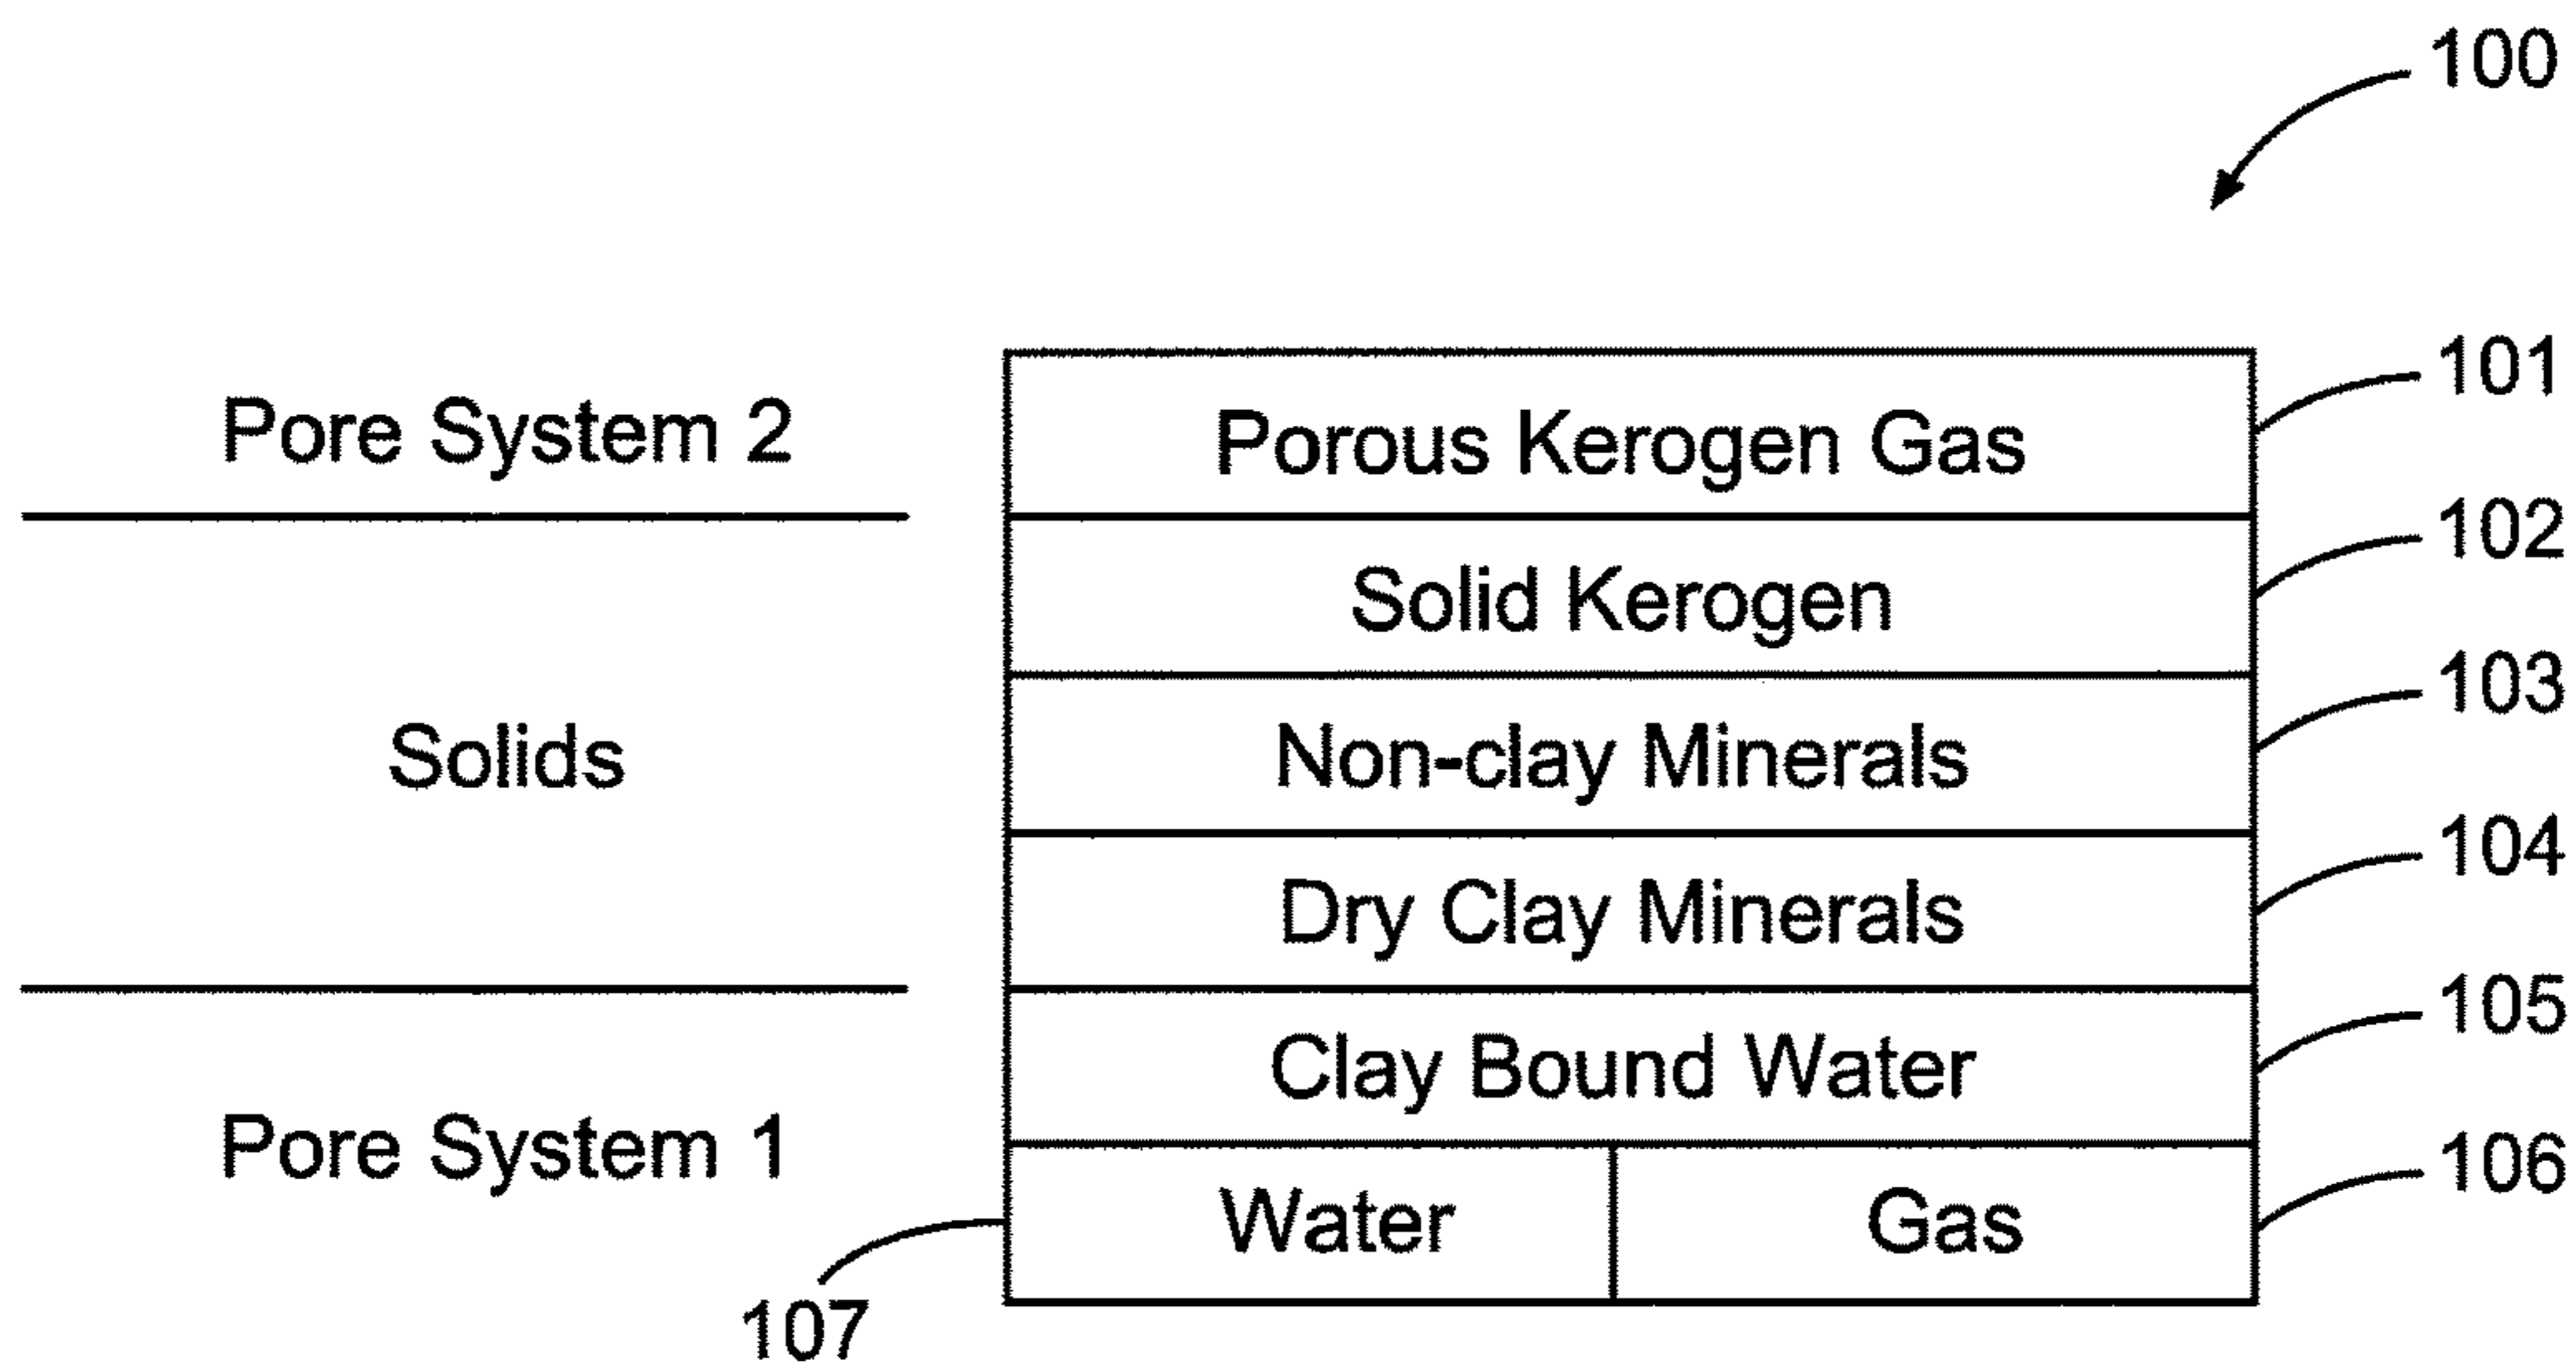 100
Pore System 2
Porous Kerogen Gas
101
Solid Kerogen
102
Solids
Non-clay Minerals
103
Dry Clay Minerals
104
Clay Bound Water
105
Pore System 1
Water
Gas
106
107